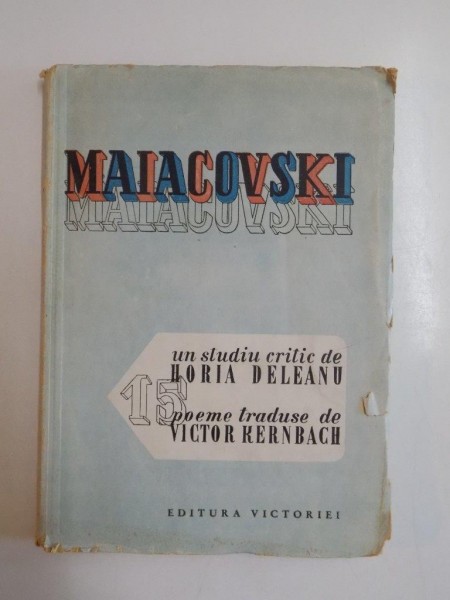 MAIACOVSKI
MAIACOVSKI
un studiu critic de
HORIA DELEANU
15
poeme traduse de
VICTOR KERNBACH
EDITURA VICTORIEI